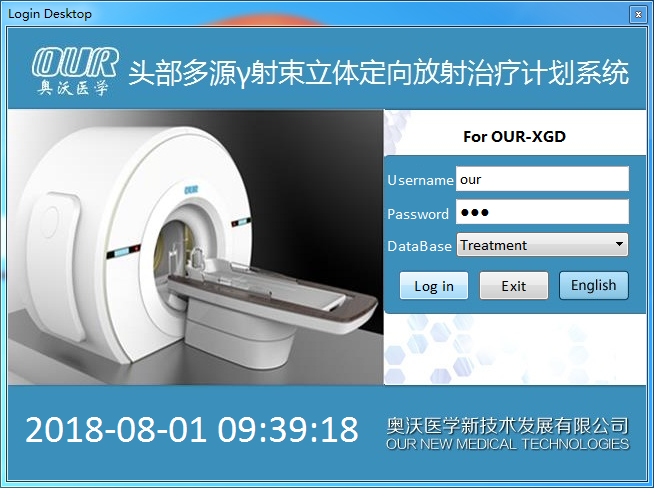 Login Desktop
x
OUR
奥沃医学
头部多源γ射束立体定向放射治疗计划系统
OUR
For OUR-XGD
Username our
Password ●●●
DataBase Treatment
Log in Exit English
2018-08-01 09:39:18
奥沃医学新技术发展有限公司
OUR NEW MEDICAL TECHNOLOGIES